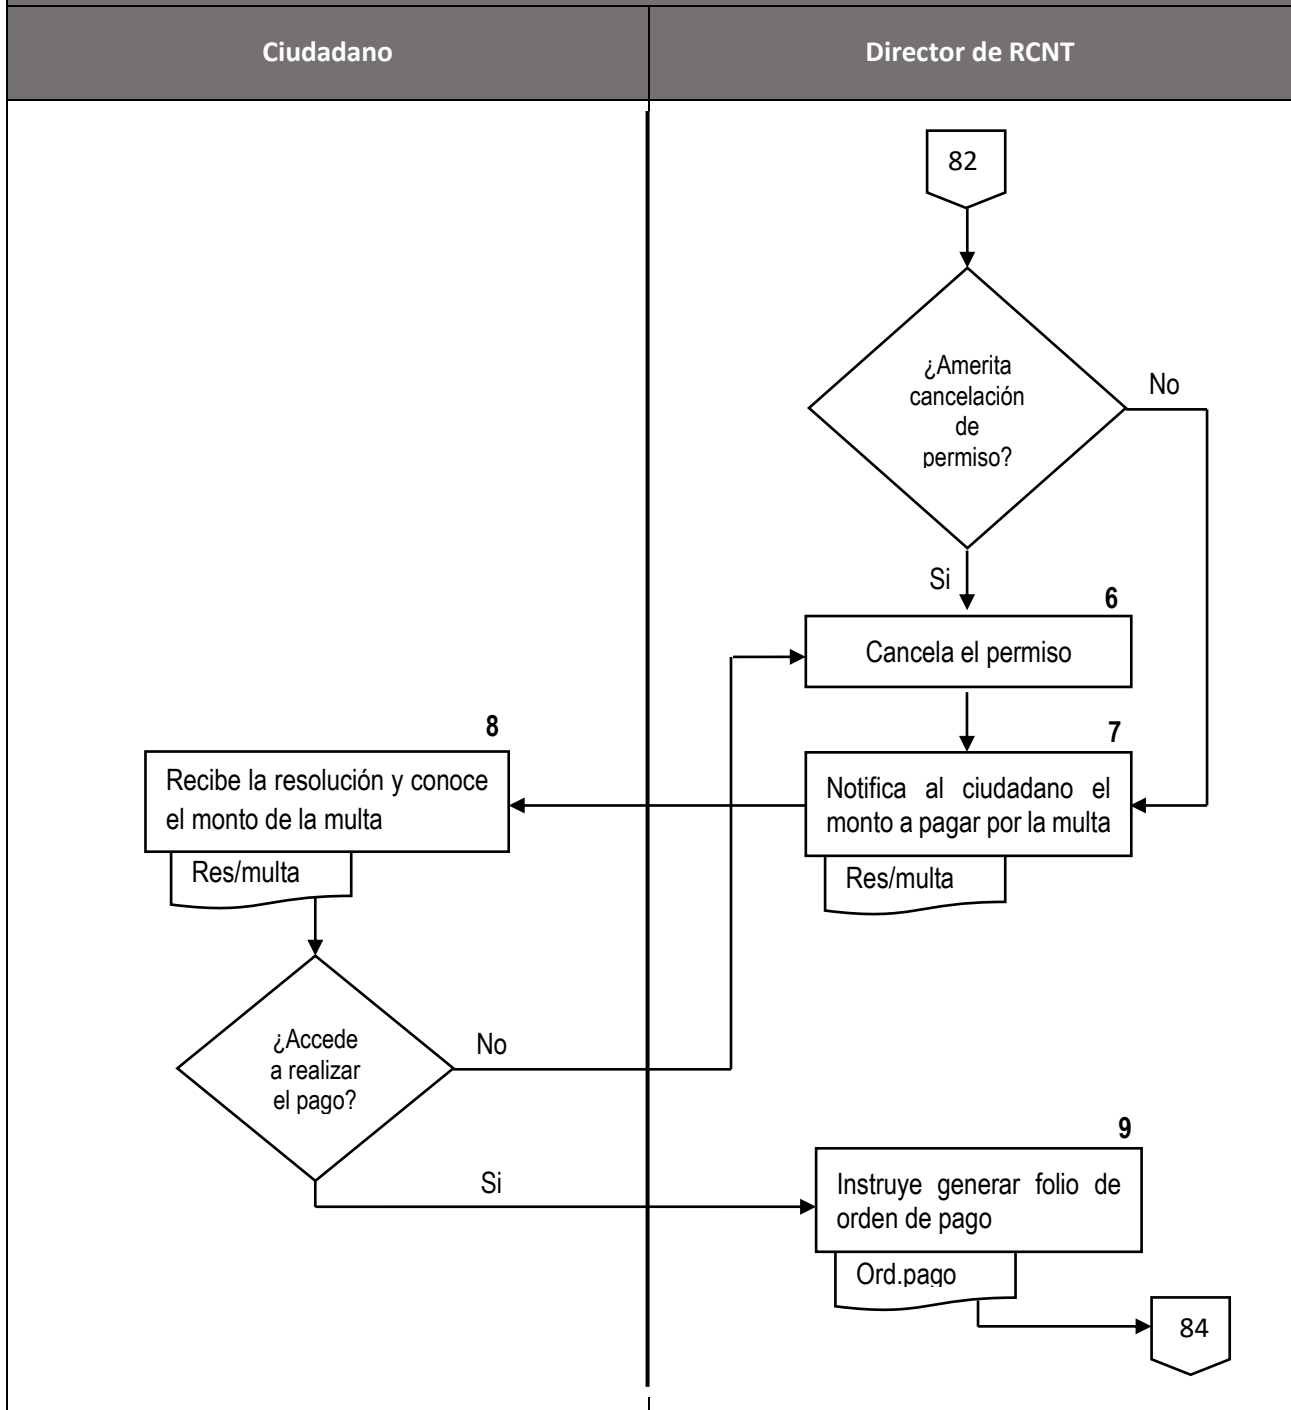 Ciudadano
Director de RCNT
82
¿Amerita
cancelación
de
permiso?
No
Si
6
Cancela el permiso
7
Notifica al ciudadano el
monto a pagar por la multa
Res/multa
8
Recibe la resolución y conoce
el monto de la multa
Res/multa
¿Accede
a realizar
el pago?
No
Si
9
Instruye generar folio de
orden de pago
Ord.pago
84